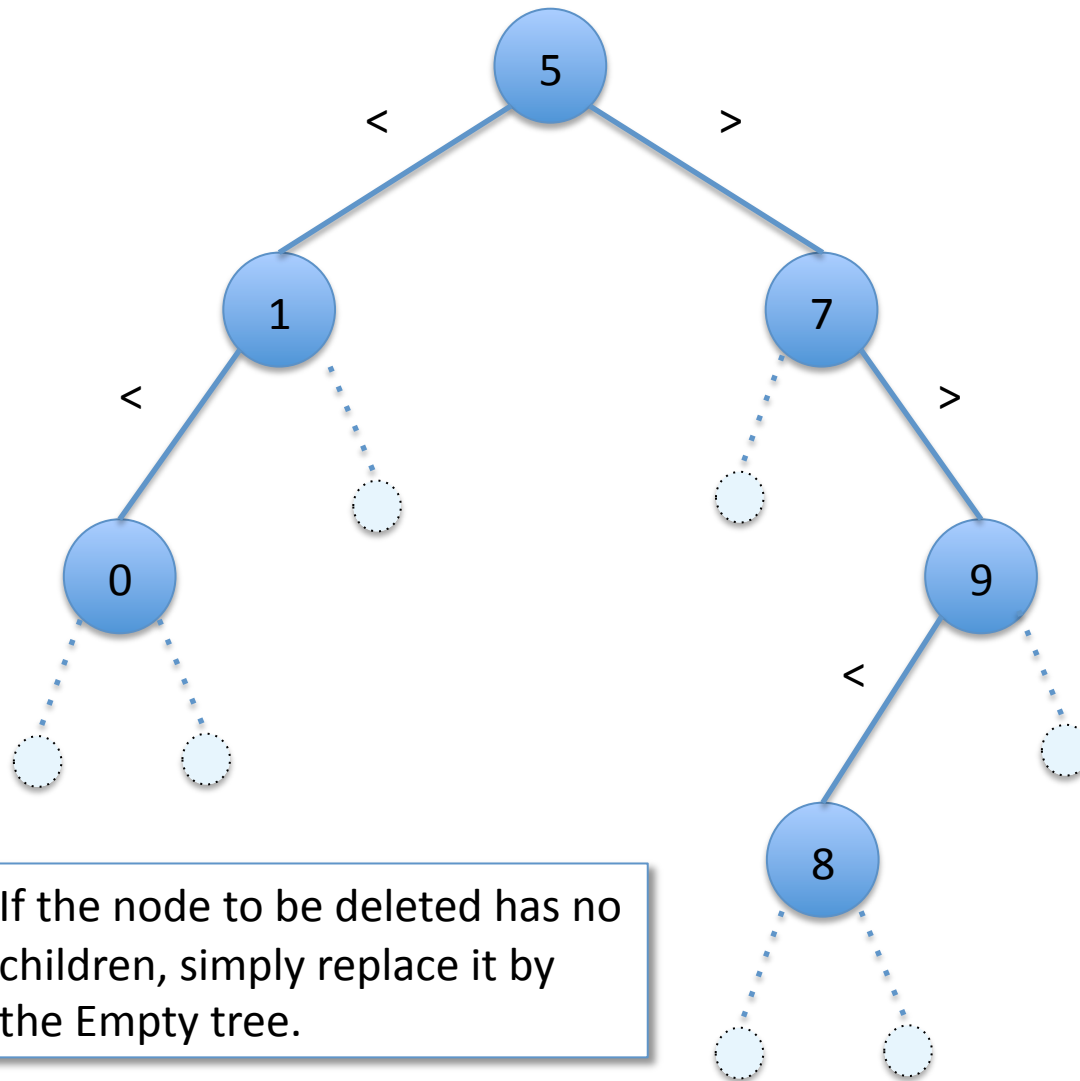 5
< >
1 7
< >
0 9
<
8
If the node to be deleted has no
children, simply replace it by
the Empty tree.